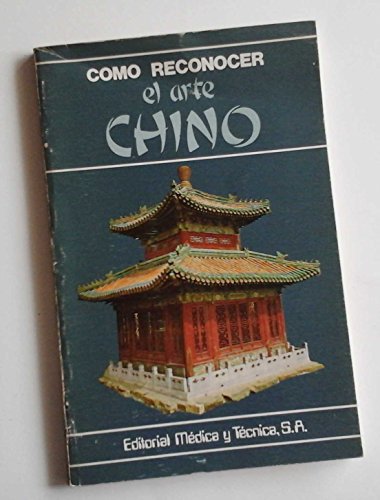 COMO RECONOCER
el arte
CHINO
Editorial Médica y Técnica, S.A.